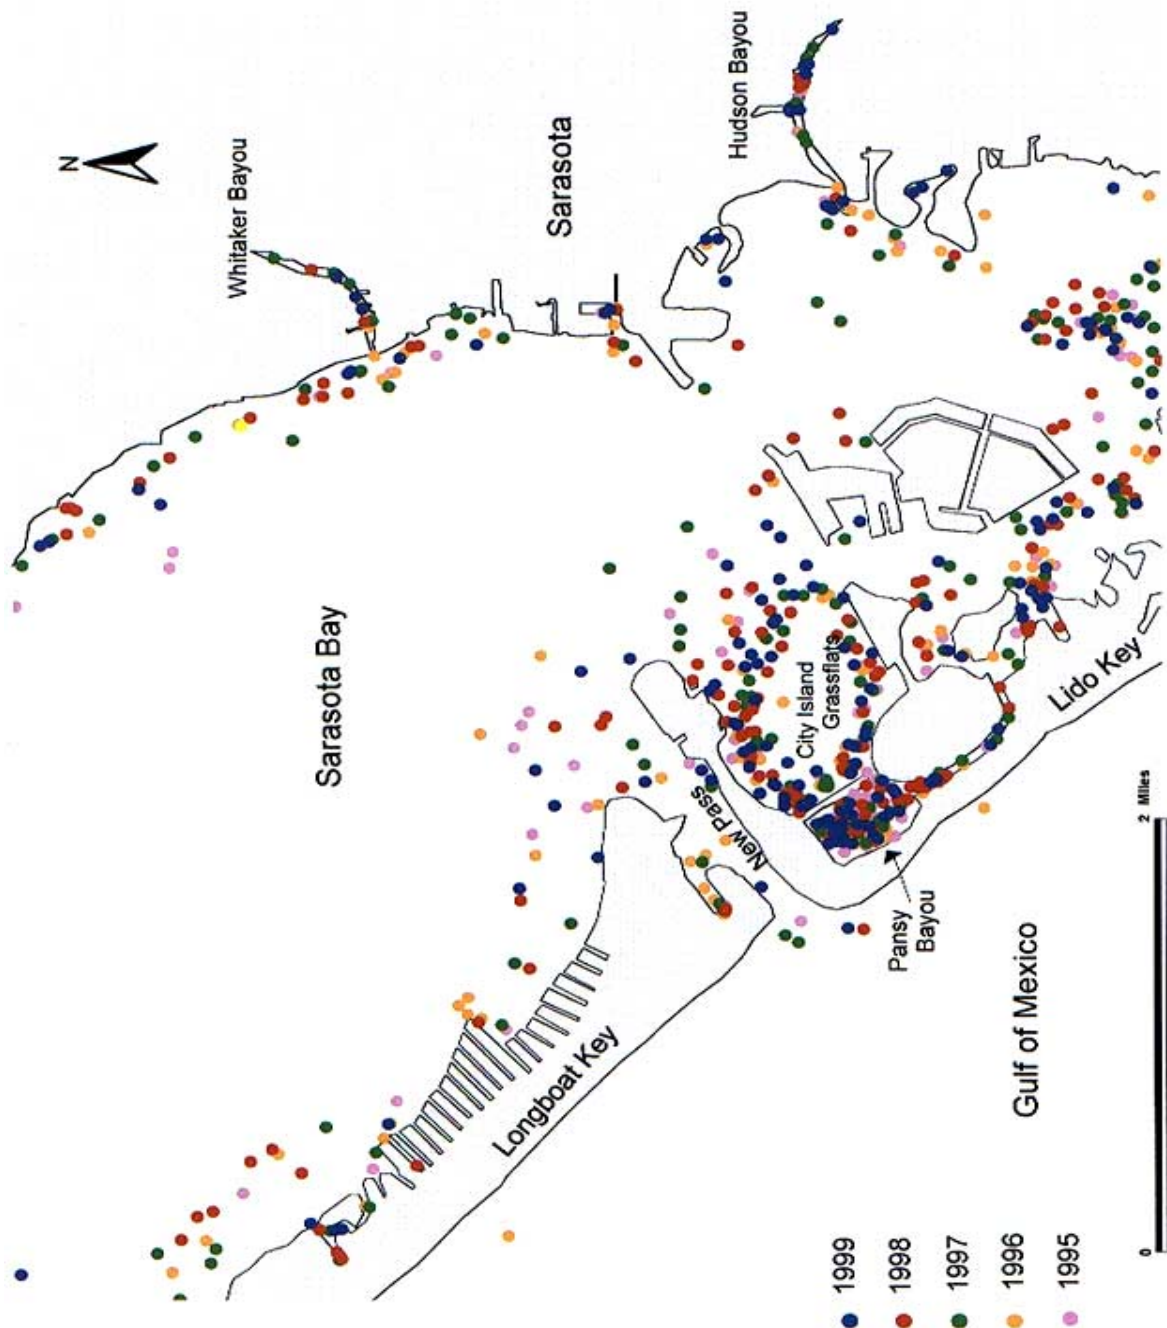 N
Whitaker Bayou
Sarasota
Hudson Bayou
Sarasota Bay
City Island
Grassflats
New Pass
Lido Key
Pansy
Bayou
Longboat Key
Gulf of Mexico
1999
1998
1997
1996
1995
0
2 Miles